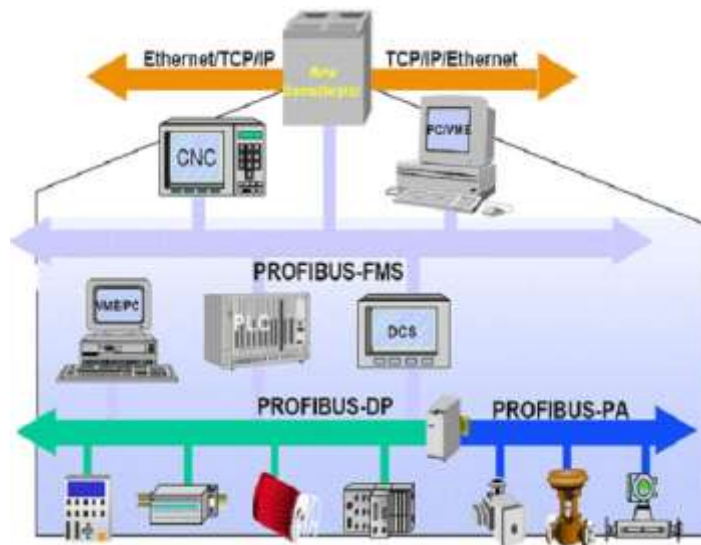 Ethernet/TCP/IP
TCP/IP/Ethernet
CNC
PC/VME
PROFIBUS-FMS
VME/PC
PLC
DCS
PROFIBUS-DP
PROFIBUS-PA